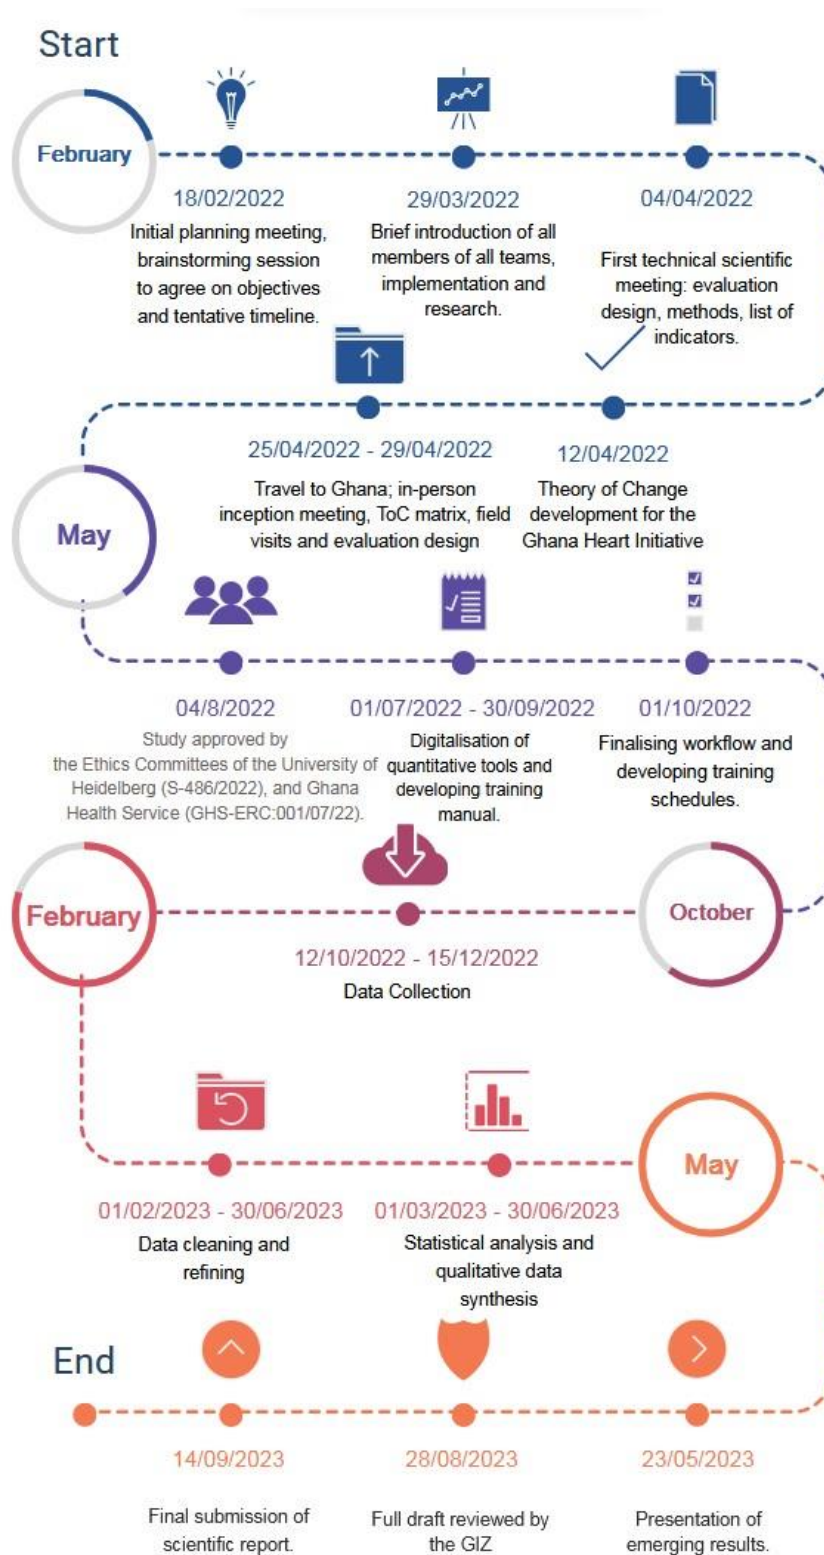 Start
February
18/02/2022
Initial planning meeting,
brainstorming session
to agree on objectives
and tentative timeline.
29/03/2022
Brief introduction of all
members of all teams,
implementation and
research.
04/04/2022
First technical scientific
meeting: evaluation
design, methods, list of
indicators.
25/04/2022 - 29/04/2022
Travel to Ghana; in-person
inception meeting, ToC matrix, field
visits and evaluation design
12/04/2022
Theory of Change
development for the
Ghana Heart Initiative
May
04/8/2022
Study approved by
the Ethics Committees of the University of
Heidelberg (S-486/2022), and Ghana
Health Service (GHS-ERC:001/07/22).
01/07/2022 - 30/09/2022
Digitalisation of
quantitative tools and
developing training
manual.
01/10/2022
Finalising workflow and
developing training
schedules.
February
12/10/2022 - 15/12/2022
Data Collection
October
01/02/2023 - 30/06/2023
Data cleaning and
refining
01/03/2023 - 30/06/2023
Statistical analysis and
qualitative data
synthesis
May
End
14/09/2023
Final submission of
scientific report.
28/08/2023
Full draft reviewed by
the GIZ
23/05/2023
Presentation of
emerging results.